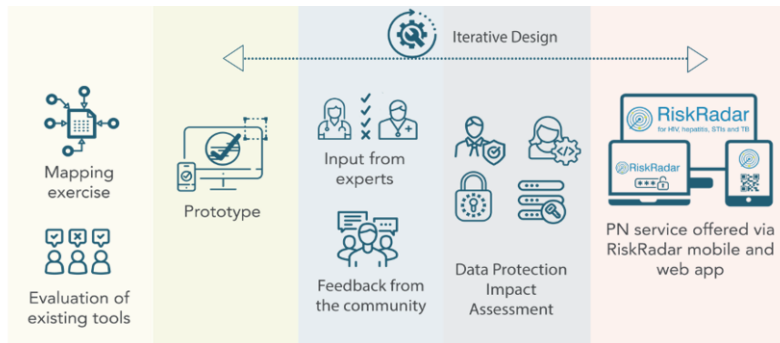 Iterative Design
Mapping
exercise
Evaluation of
existing tools
Prototype
Input from
experts
Feedback from
the community
Data Protection
Impact
Assessment
RiskRadar
for HIV, hepatitis, STIs and TB
RiskRadar
PN service offered via
RiskRadar mobile and
web app